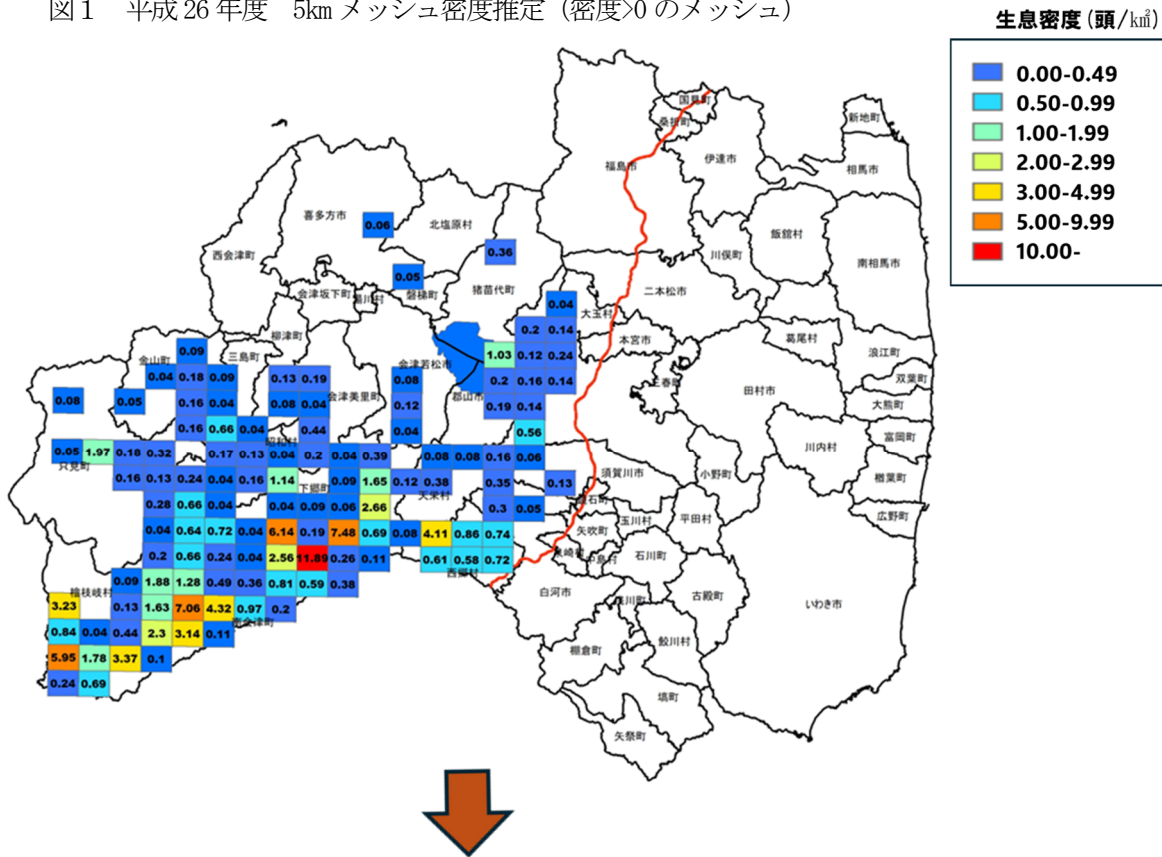 図1 平成26年度 5kmメッシュ密度推定(密度>0のメッシュ)
生息密度(頭/㎢)
0.00-0.49
0.50-0.99
1.00-1.99
2.00-2.99
3.00-4.99
5.00-9.99
10.00-
国見町
桑折町
新地町
伊達市
相馬市
福島市
喜多方市
北塩原村
0.06
飯舘村
川俣町
南相馬市
西会津町
0.36
0.05
磐梯町
猪苗代町
二本松市
会津坂下町
湯川村
0.04
大玉村
柳津町
0.2 0.14
葛尾村
本宮市
浪江町
0.09
三島町
金山町
会津若松市
1.03 0.12 0.24
双葉町
0.04 0.18 0.09
0.13 0.19
0.08
0.2 0.16 0.14
三春町
田村市
大熊町
0.08
0.05
0.16 0.04
0.08 0.04
会津美里町
0.12
郡山市
0.19 0.14
0.16 0.66 0.04
0.44
0.04
0.56
富岡町
昭和村
川内村
0.05 1.97 0.18 0.32
0.17 0.13 0.04 0.2 0.04 0.39
0.08 0.08 0.16 0.06
只見町
須賀川市
小野町
楢葉町
0.16 0.13 0.24 0.04 0.16 1.14
下郷町
0.09 1.65 0.12 0.38
0.35
0.13
天栄村
鏡石町
0.28 0.66 0.04
0.04 0.09 0.06 2.66
0.3 0.05
玉川村
平田村
広野町
0.04 0.64 0.72 0.04 6.14 0.19 7.48 0.69 0.08 4.11 0.86 0.74
矢吹町
0.2 0.66 0.24 0.04 2.56 11.89 0.26 0.11
0.61 0.58 0.72
泉崎村
中島村
石川町
西郷村
0.09 1.88 1.28 0.49 0.36 0.81 0.59 0.38
檜枝岐村
白河市
浅川町
古殿町
いわき市
3.23
0.13 1.63 7.06 4.32 0.97 0.2
南会津町
0.84 0.04 0.44 2.3 3.14 0.11
棚倉町
鮫川村
5.95 1.78 3.37 0.1
0.24 0.69
塙町
矢祭町